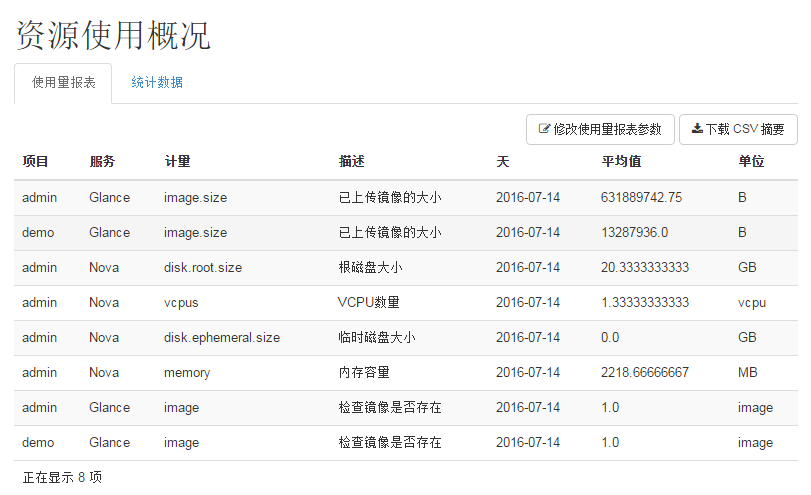 资源使用概况
使用量报表 统计数据
修改使用量报表参数 下载 CSV 摘要
项目 服务 计量 描述 天 平均值 单位
admin Glance image.size 已上传镜像的大小 2016-07-14 631889742.75 B
demo Glance image.size 已上传镜像的大小 2016-07-14 13287936.0 B
admin Nova disk.root.size 根磁盘大小 2016-07-14 20.3333333333 GB
admin Nova vcpus VCPU数量 2016-07-14 1.33333333333 vcpu
admin Nova disk.ephemeral.size 临时磁盘大小 2016-07-14 0.0 GB
admin Nova memory 内存容量 2016-07-14 2218.66666667 MB
admin Glance image 检查镜像是否存在 2016-07-14 1.0 image
demo Glance image 检查镜像是否存在 2016-07-14 1.0 image
正在显示 8 项